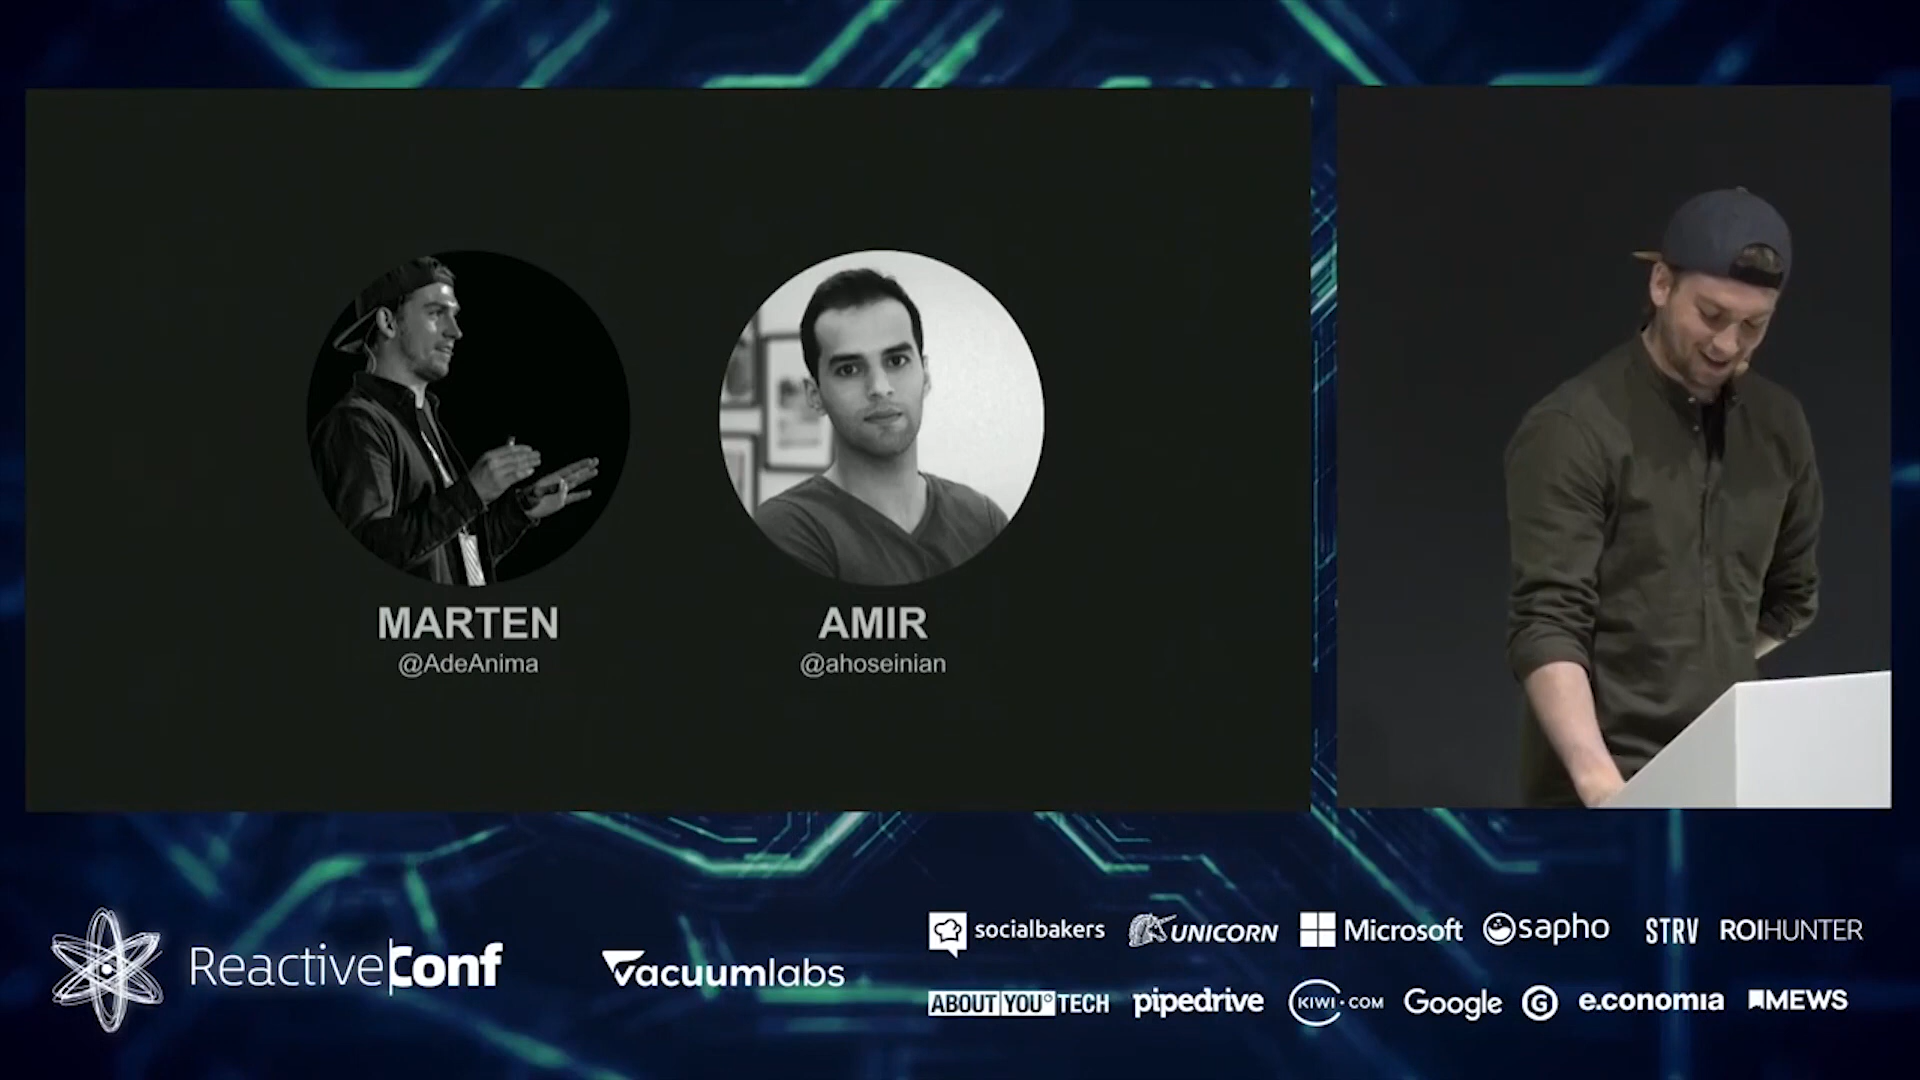 MARTEN
@AdeAnima
AMIR
@ahoseinian
ReactiveConf
vacuumlabs
socialbakers UNICORN Microsoft sapho STRV ROIHUNTER
ABOUT YOU° TECH pipedrive KIWI.COM Google G e.conomia MEWS